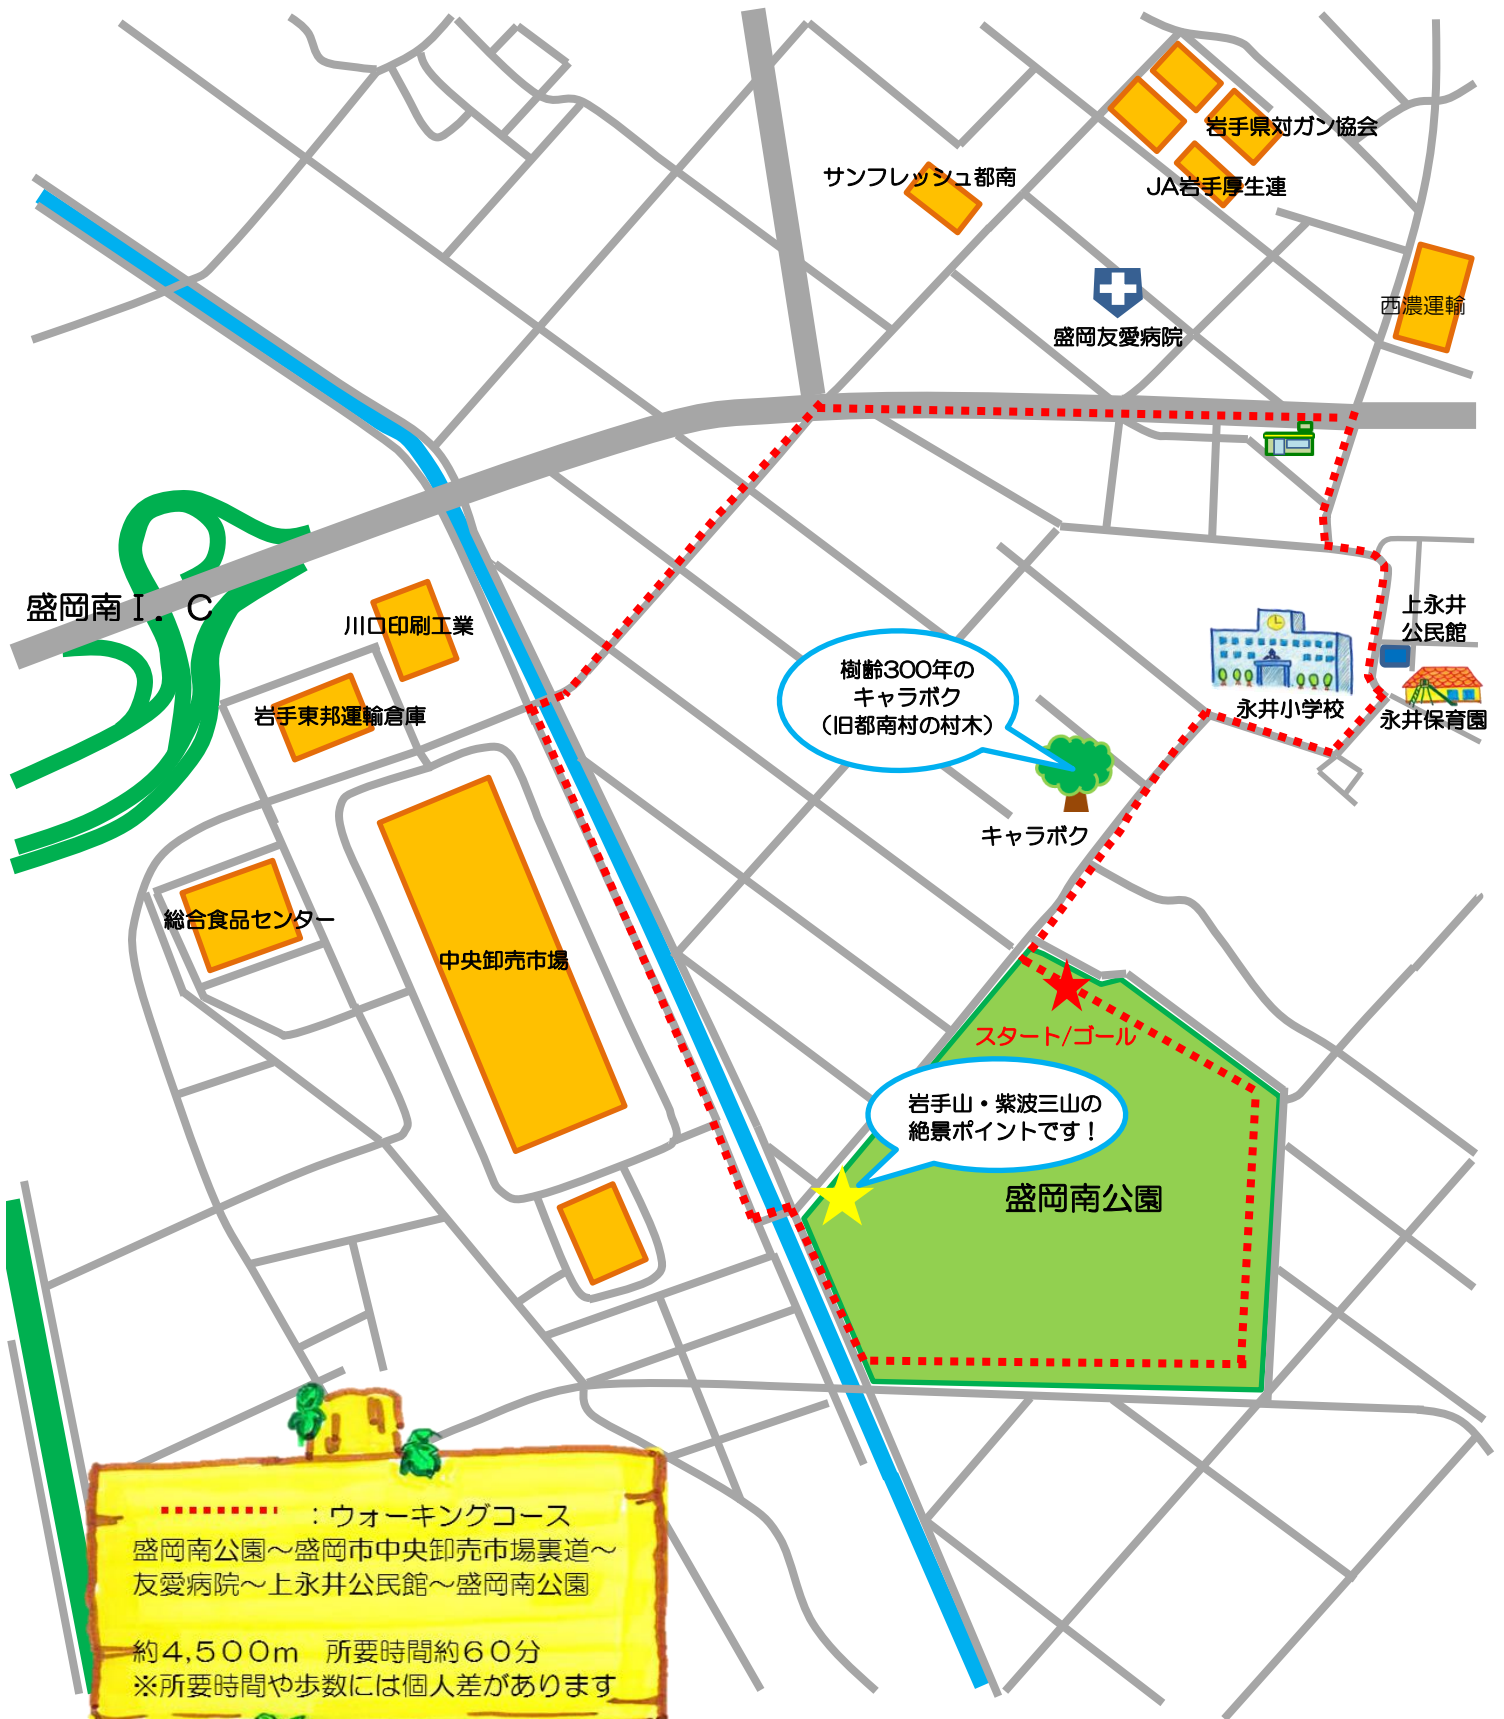 岩手県対ガン協会
サンフレッシュ都南
JA岩手厚生連
西濃運輸
盛岡友愛病院
盛岡南Ⅰ．Ｃ
川口印刷工業
上永井
公民館
樹齢300年の
キャラボク
（旧都南村の村木）
永井小学校
永井保育園
岩手東邦運輸倉庫
キャラボク
総合食品センター
中央卸売市場
スタート/ゴール
岩手山・紫波三山の
絶景ポイントです！
盛岡南公園
：ウォーキングコース
盛岡南公園～盛岡市中央卸売市場裏道～
友愛病院～上永井公民館～盛岡南公園
約４,５００ｍ　所要時間約６０分
※所要時間や歩数には個人差があります